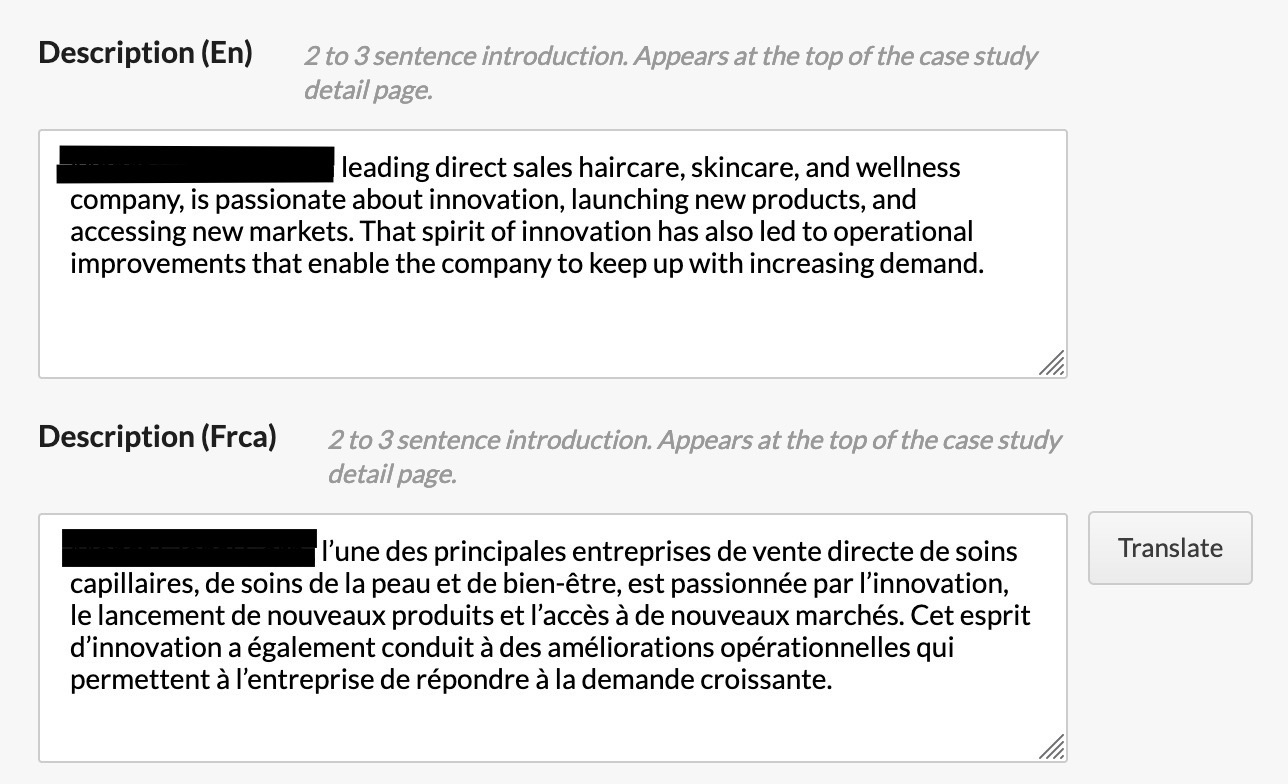 Description (En)
2 to 3 sentence introduction. Appears at the top of the case study
detail page.
leading direct sales haircare, skincare, and wellness
company, is passionate about innovation, launching new products, and
accessing new markets. That spirit of innovation has also led to operational
improvements that enable the company to keep up with increasing demand.
Description (Frca)
2 to 3 sentence introduction. Appears at the top of the case study
detail page.
l’une des principales entreprises de vente directe de soins
capillaires, de soins de la peau et de bien-être, est passionnée par l’innovation,
le lancement de nouveaux produits et l’accès à de nouveaux marchés. Cet esprit
d’innovation a également conduit à des améliorations opérationnelles qui
permettent à l’entreprise de répondre à la demande croissante.
Translate